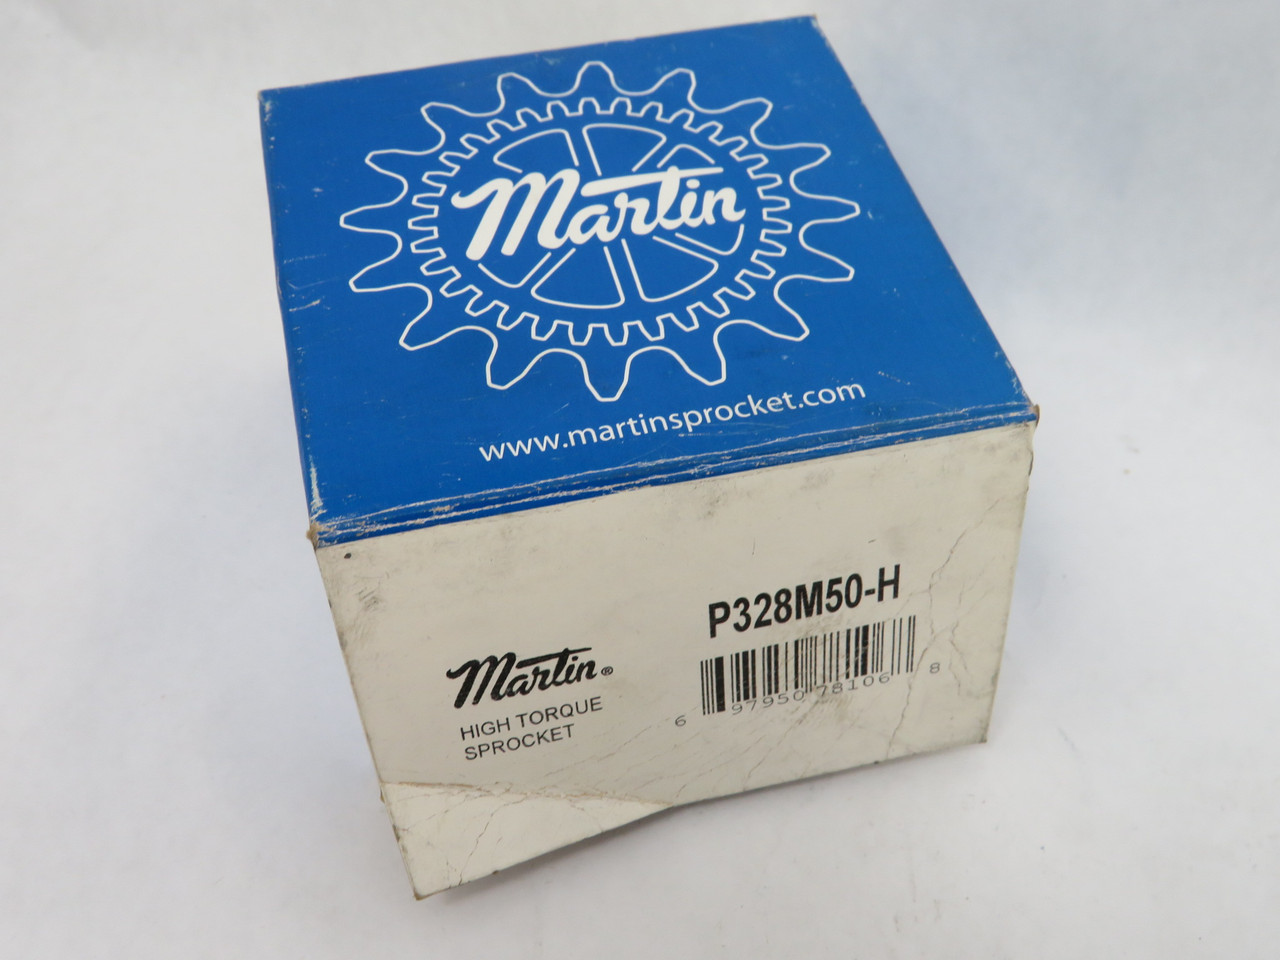 Martin
www.martinsprocket.com
P328M50-H
Martin®
HIGH TORQUE
SPROCKET
6 97950 78106 8